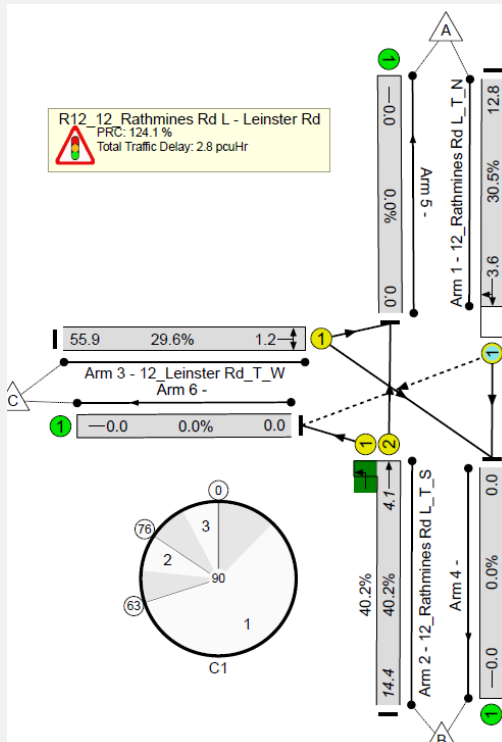 R12_12_Rathmines Rd L - Leinster Rd
PRC: 124.1 %
Total Traffic Delay: 2.8 pcuHr
A
1
0.0
0.0%
0.0
Arm 5 -
Arm 1 - 12_Rathmines Rd L_T_N
12.8
30.5%
3.6
1
55.9 29.6% 1.2
1
Arm 3 - 12_Leinster Rd_T_W
Arm 6 -
C
1
0.0 0.0% 0.0
1 2
40.2%
4.1
40.2%
14.4
Arm 2 - 12_Rathmines Rd L_T_S
Arm 4 -
0.0
0.0%
0.0
1
B
0
76
63
3
2
1
90
C1